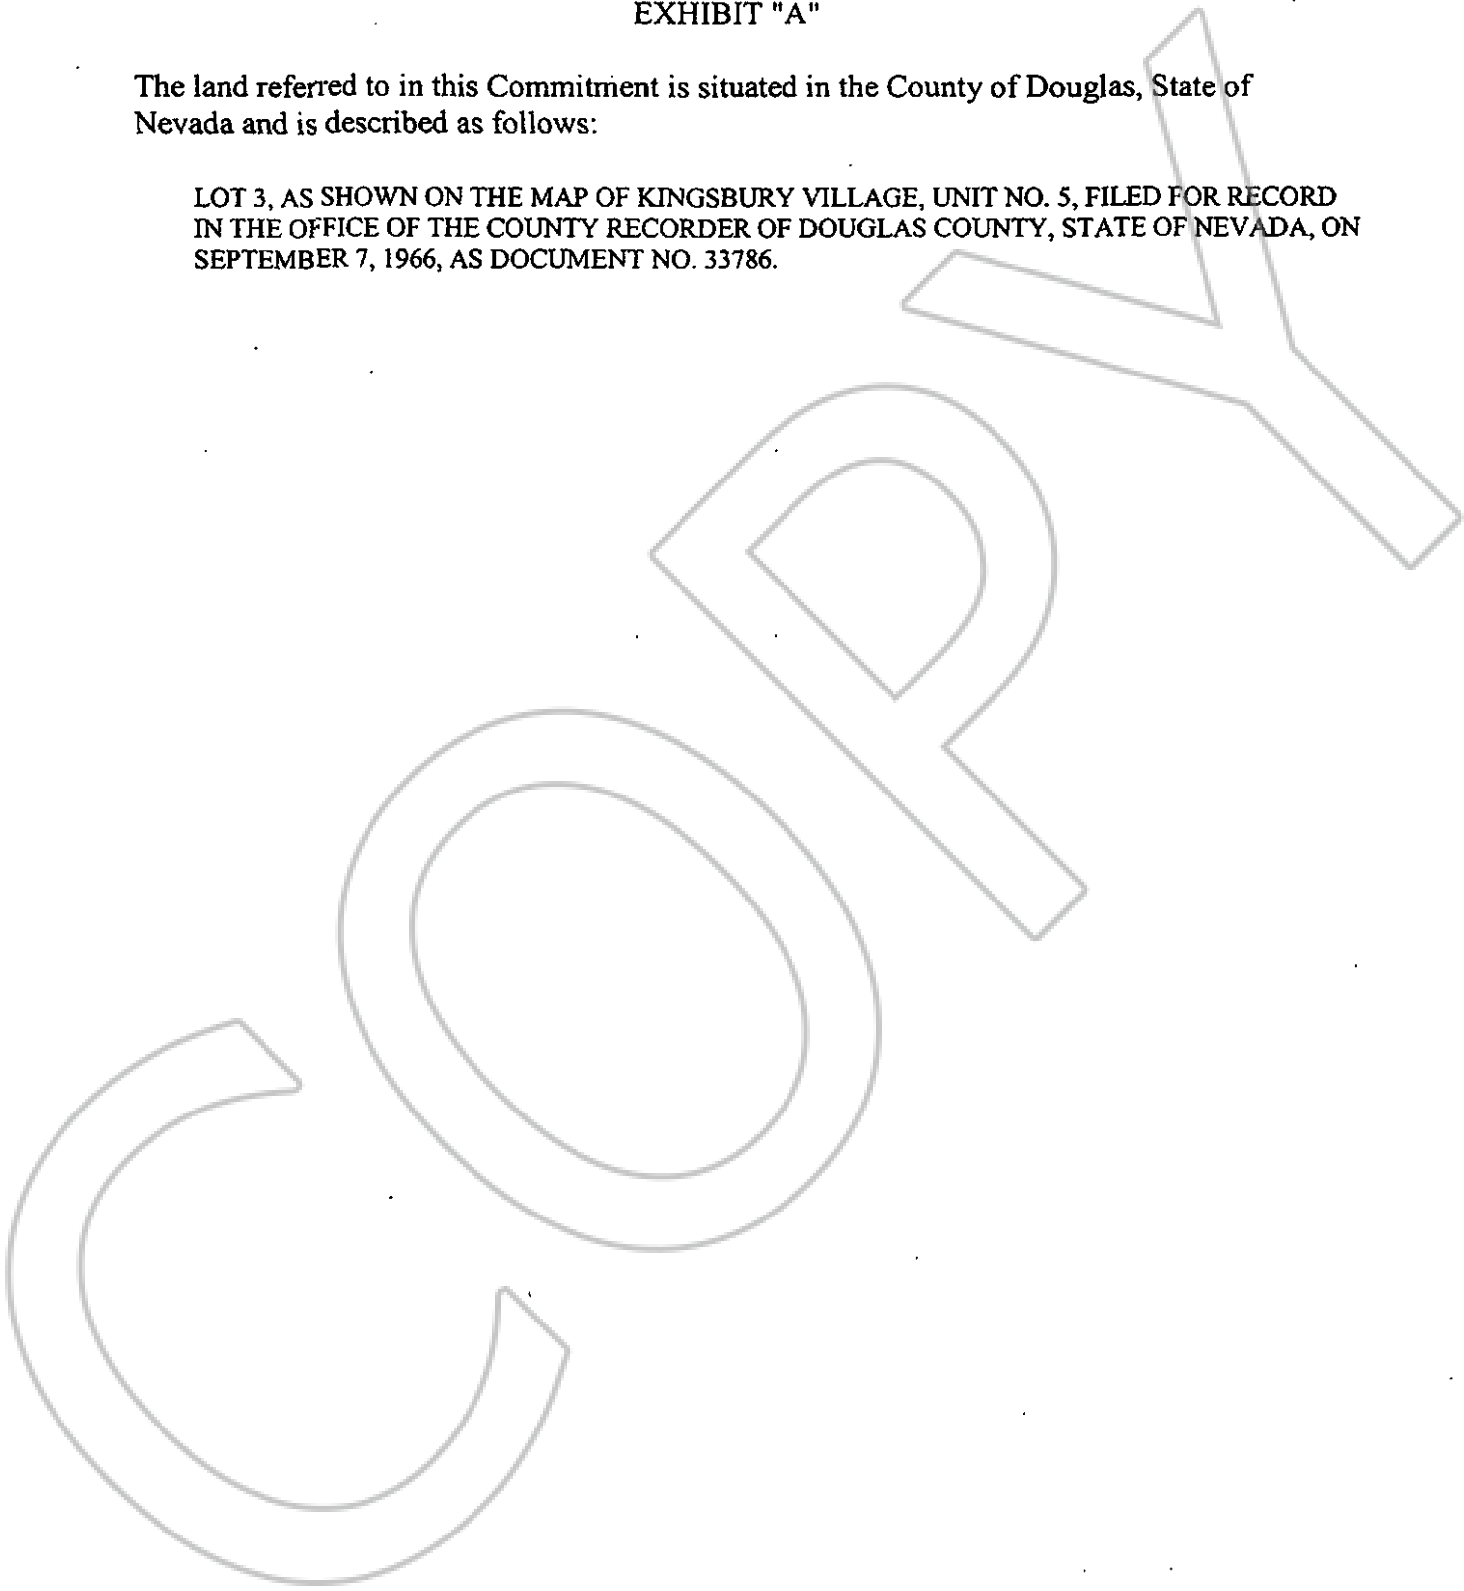 EXHIBIT "A"
The land referred to in this Commitment is situated in the County of Douglas, State of
Nevada and is described as follows:
LOT 3, AS SHOWN ON THE MAP OF KINGSBURY VILLAGE, UNIT NO. 5, FILED FOR RECORD
IN THE OFFICE OF THE COUNTY RECORDER OF DOUGLAS COUNTY, STATE OF NEVADA, ON
SEPTEMBER 7, 1966, AS DOCUMENT NO. 33786.
COPY